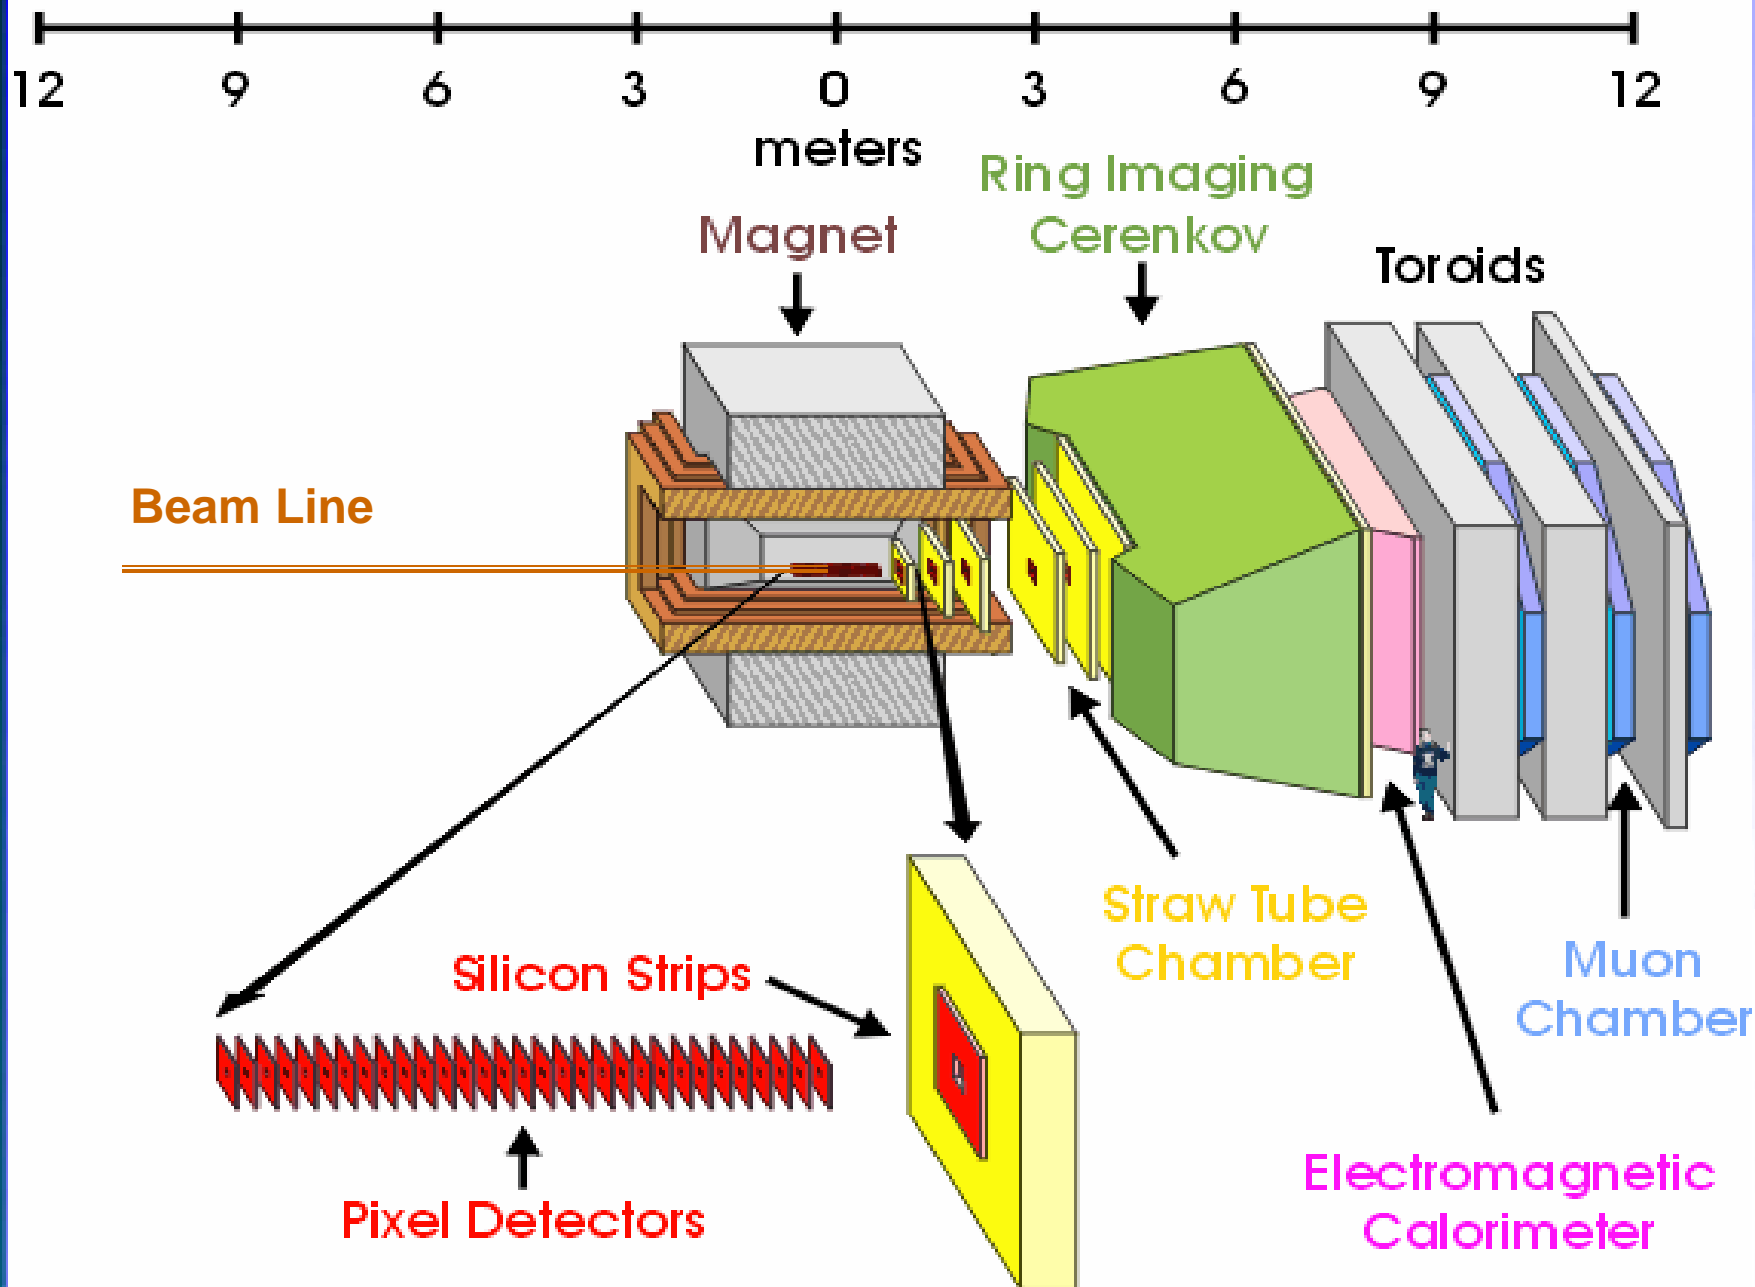 12 9 6 3 0 3 6 9 12
meters
Ring Imaging
Cerenkov
Magnet
Toroids
Beam Line
Straw Tube
Chamber
Silicon Strips
Muon
Chamber
Electromagnetic
Calorimeter
Pixel Detectors